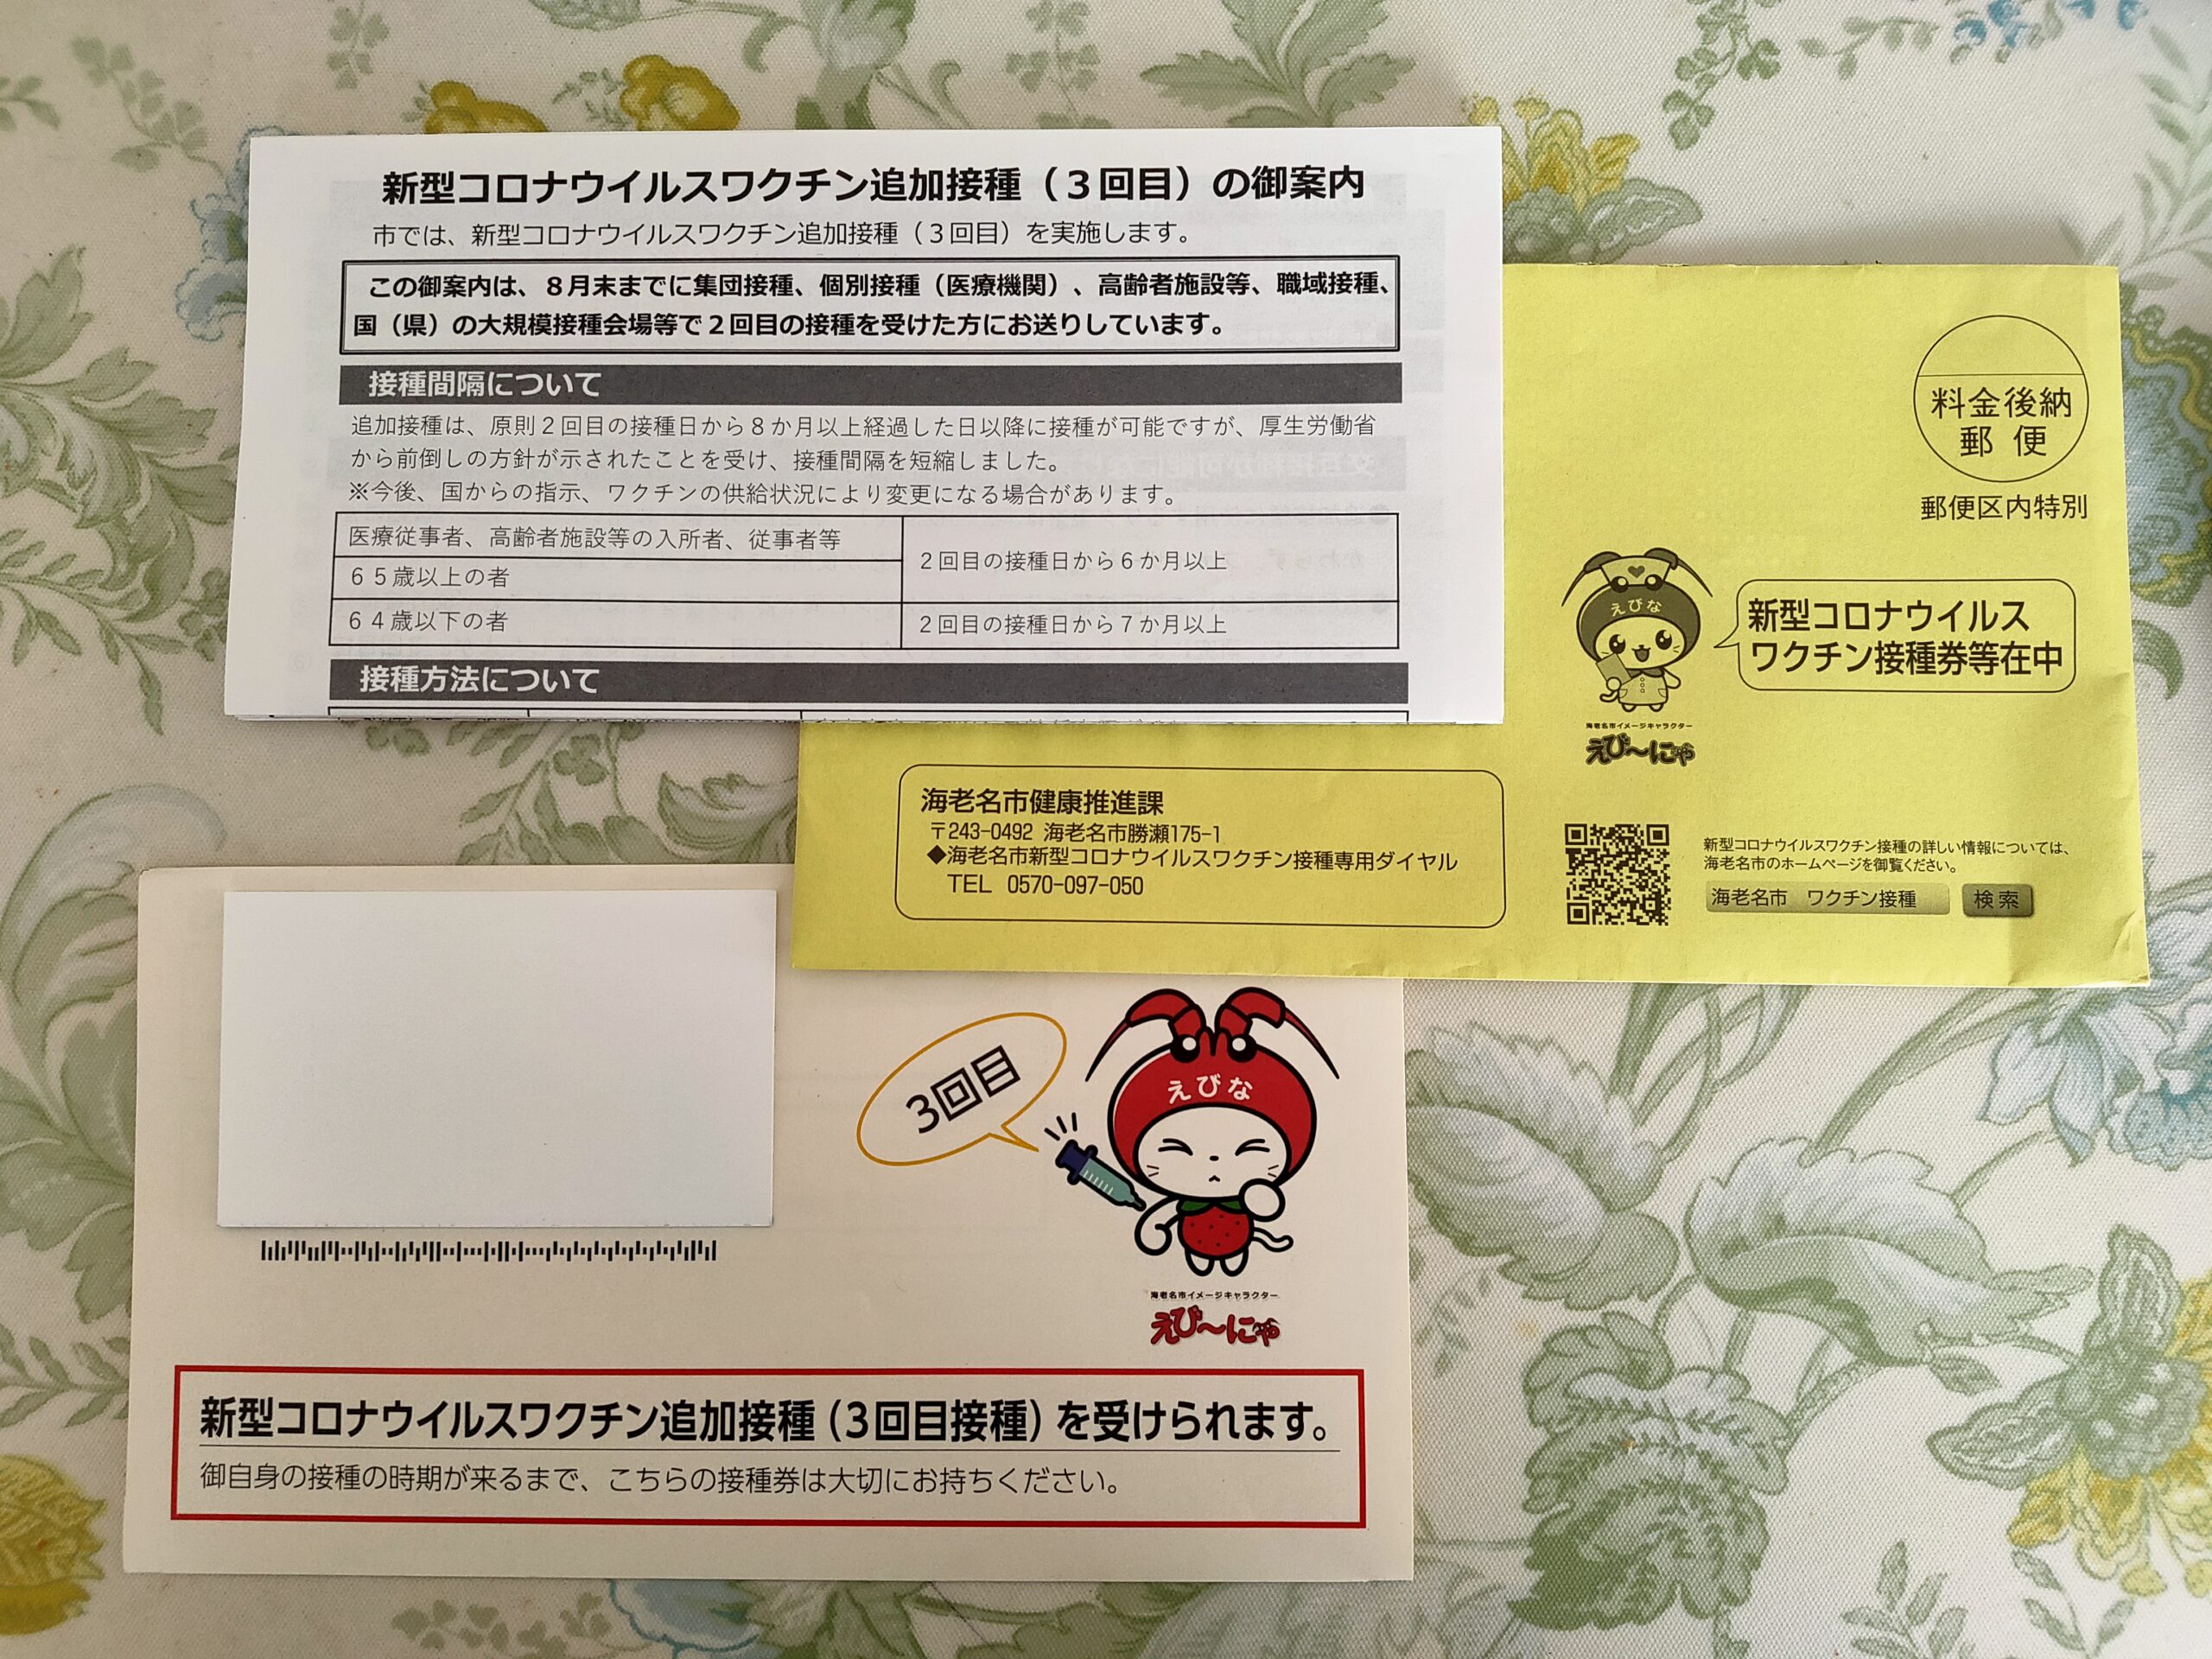 新型コロナウイルスワクチン追加接種（３回目）の御案内
市では、新型コロナウイルスワクチン追加接種（３回目）を実施します。
この御案内は、８月末までに集団接種、個別接種（医療機関）、高齢者施設等、職域接種、
国（県）の大規模接種会場等で２回目の接種を受けた方にお送りしています。
接種間隔について
追加接種は、原則２回目の接種日から８か月以上経過した日以降に接種が可能ですが、厚生労働省
から前倒しの方針が示されたことを受け、接種間隔を短縮しました。
※今後、国からの指示、ワクチンの供給状況により変更になる場合があります。
医療従事者、高齢者施設等の入所者、従事者等
６５歳以上の者
２回目の接種日から６か月以上
６４歳以下の者
２回目の接種日から７か月以上
接種方法について
料金後納
郵便
郵便区内特別
えびな
新型コロナウイルス
ワクチン接種券等在中
海老名市イメージキャラクター
えび〜にゃ
海老名市健康推進課
〒243-0492 海老名市勝瀬175-1
◆海老名市新型コロナウイルスワクチン接種専用ダイヤル
TEL 0570-097-050
新型コロナウイルスワクチン接種の詳しい情報については、
海老名市のホームページを御覧ください。
海老名市 ワクチン接種 検索
3回目
えびな
海老名市イメージキャラクター
えび〜にゃ
新型コロナウイルスワクチン追加接種（3回目接種）を受けられます。
御自身の接種の時期が来るまで、こちらの接種券は大切にお持ちください。